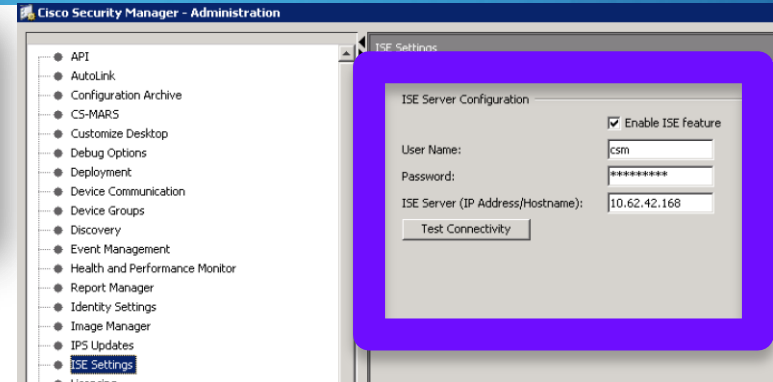 Cisco Security Manager - Administration
API
AutoLink
Configuration Archive
CS-MARS
Customize Desktop
Debug Options
Deployment
Device Communication
Device Groups
Discovery
Event Management
Health and Performance Monitor
Report Manager
Identity Settings
Image Manager
IPS Updates
ISE Settings
Licensing
ISE Settings
ISE Server Configuration
Enable ISE feature
User Name: csm
Password: *********
ISE Server (IP Address/Hostname): 10.62.42.168
Test Connectivity